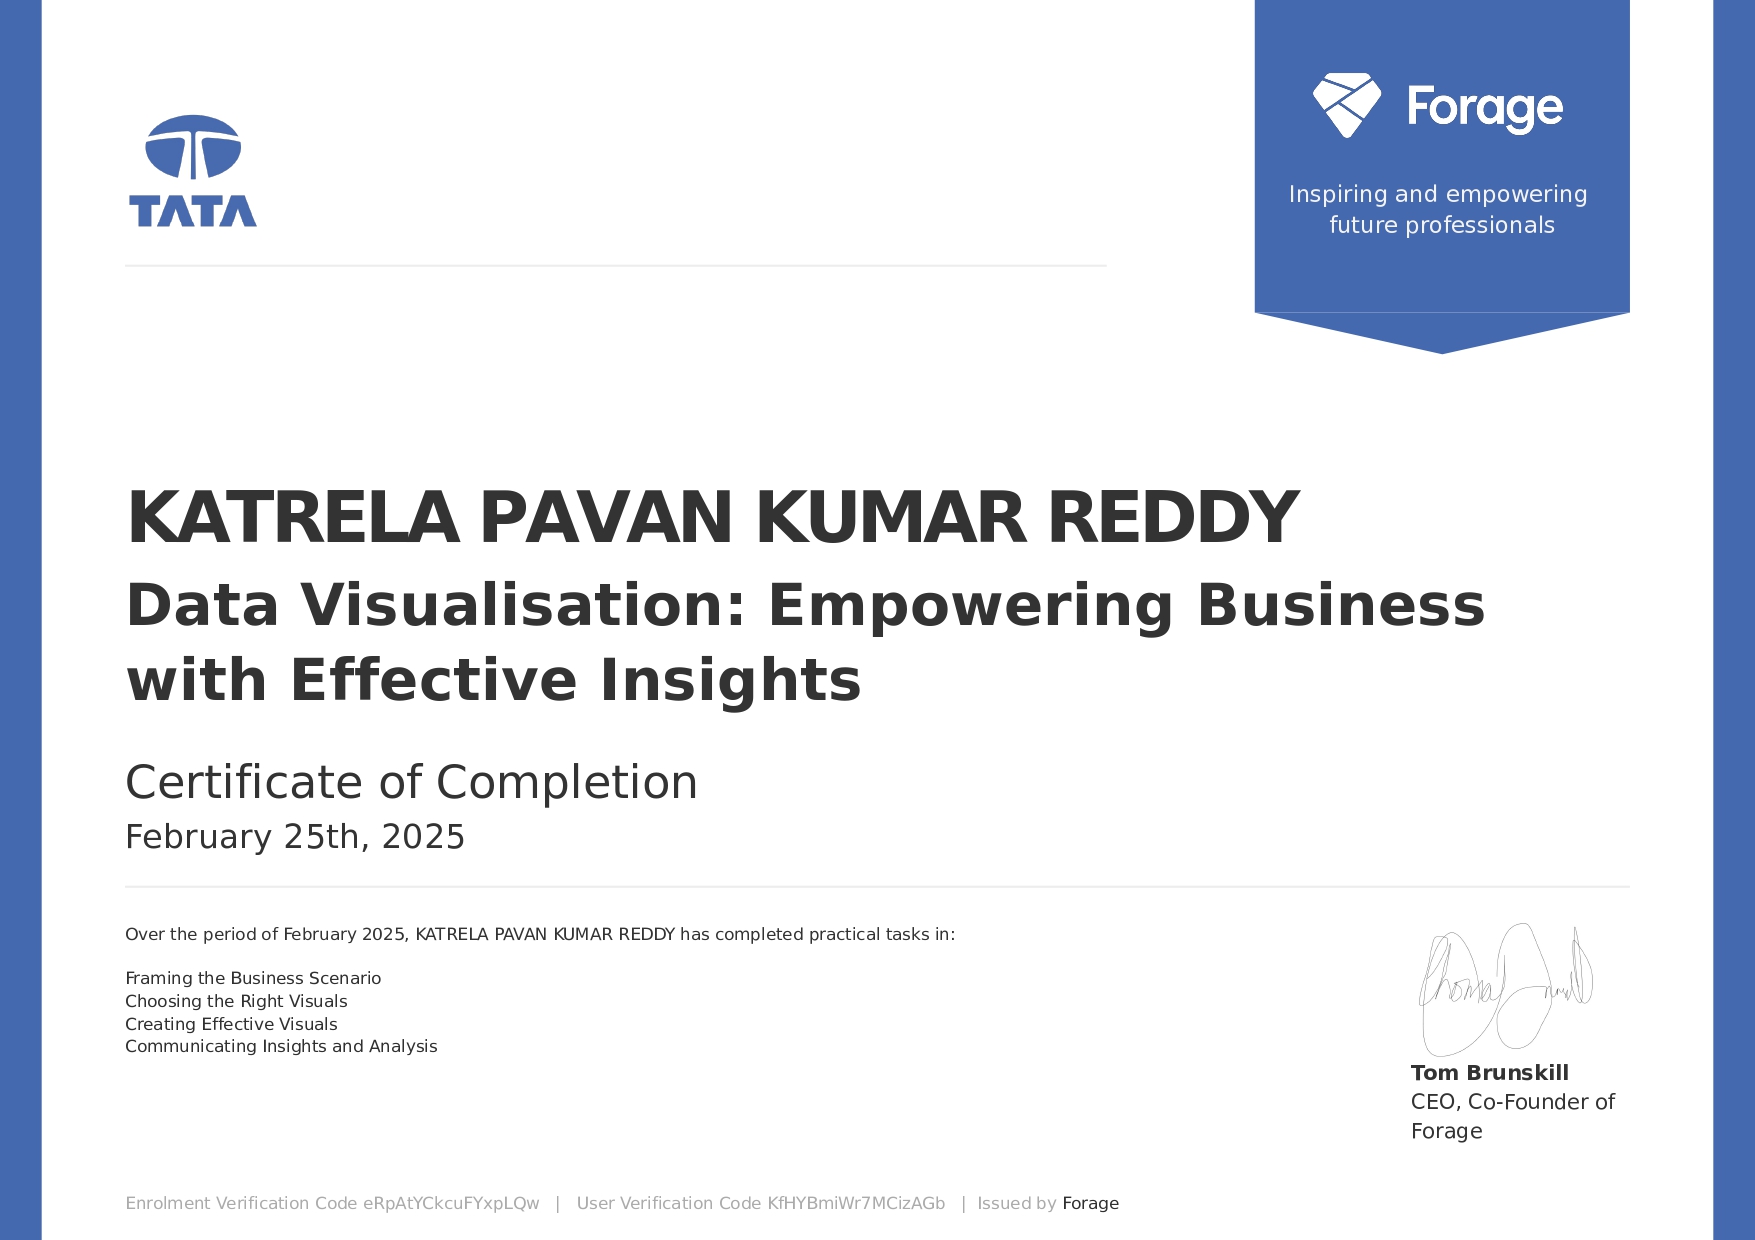 TATA
Forage
Inspiring and empowering
future professionals
KATRELA PAVAN KUMAR REDDY
Data Visualisation: Empowering Business
with Effective Insights
Certificate of Completion
February 25th, 2025
Over the period of February 2025, KATRELA PAVAN KUMAR REDDY has completed practical tasks in:
Framing the Business Scenario
Choosing the Right Visuals
Creating Effective Visuals
Communicating Insights and Analysis
Tom Brunskill
CEO, Co-Founder of
Forage
Enrolment Verification Code eRpAtYCkcuFYxpLQw | User Verification Code KfHYBmiWr7MCizAGb | Issued by Forage